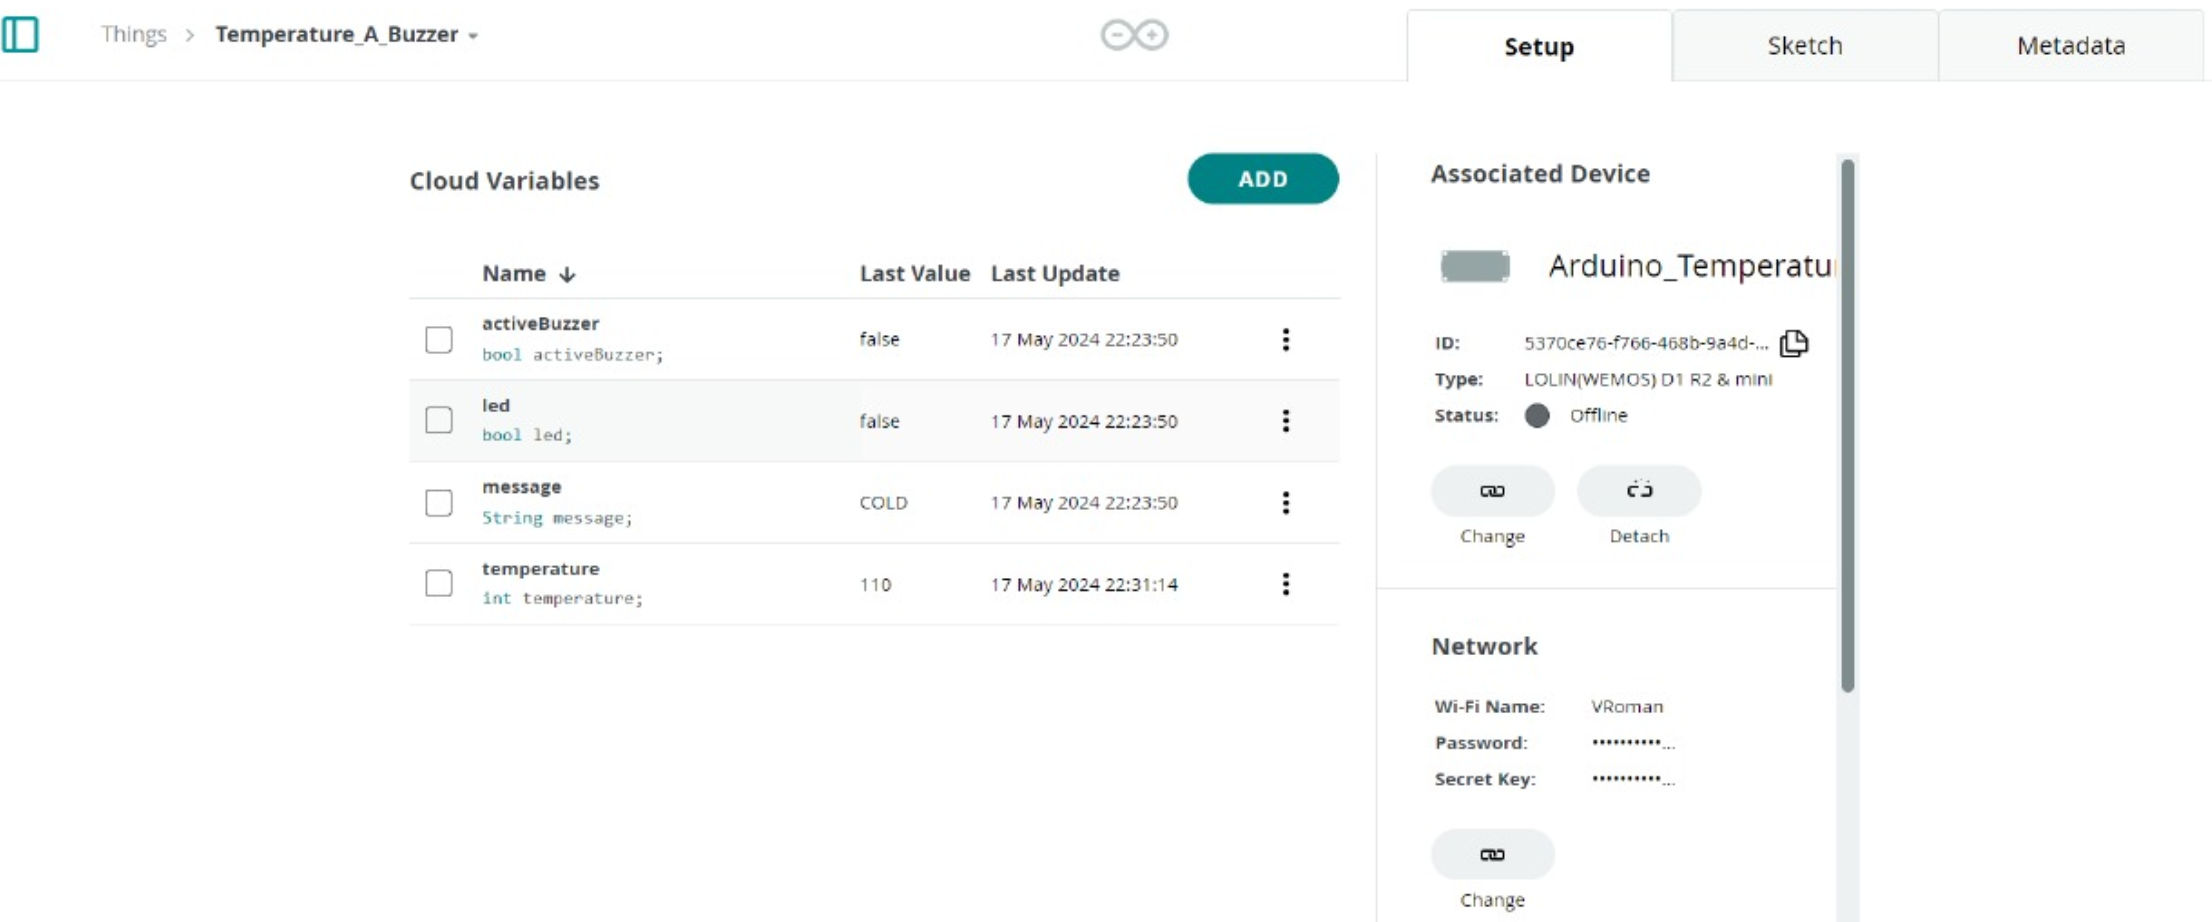 Things > Temperature_A_Buzzer
Setup
Sketch
Metadata
Cloud Variables
ADD
Name ↓ Last Value Last Update
activeBuzzer
bool activeBuzzer;
false 17 May 2024 22:23:50
led
bool led;
false 17 May 2024 22:23:50
message
String message;
COLD 17 May 2024 22:23:50
temperature
int temperature;
110 17 May 2024 22:31:14
Associated Device
Arduino_Temperatu
ID: 5370ce76-f766-468b-9a4d-...
Type: LOLIN(WEMOS) D1 R2 & mini
Status: Offline
Change Detach
Network
Wi-Fi Name: VRoman
Password: ••••••••••...
Secret Key: ••••••••••...
Change